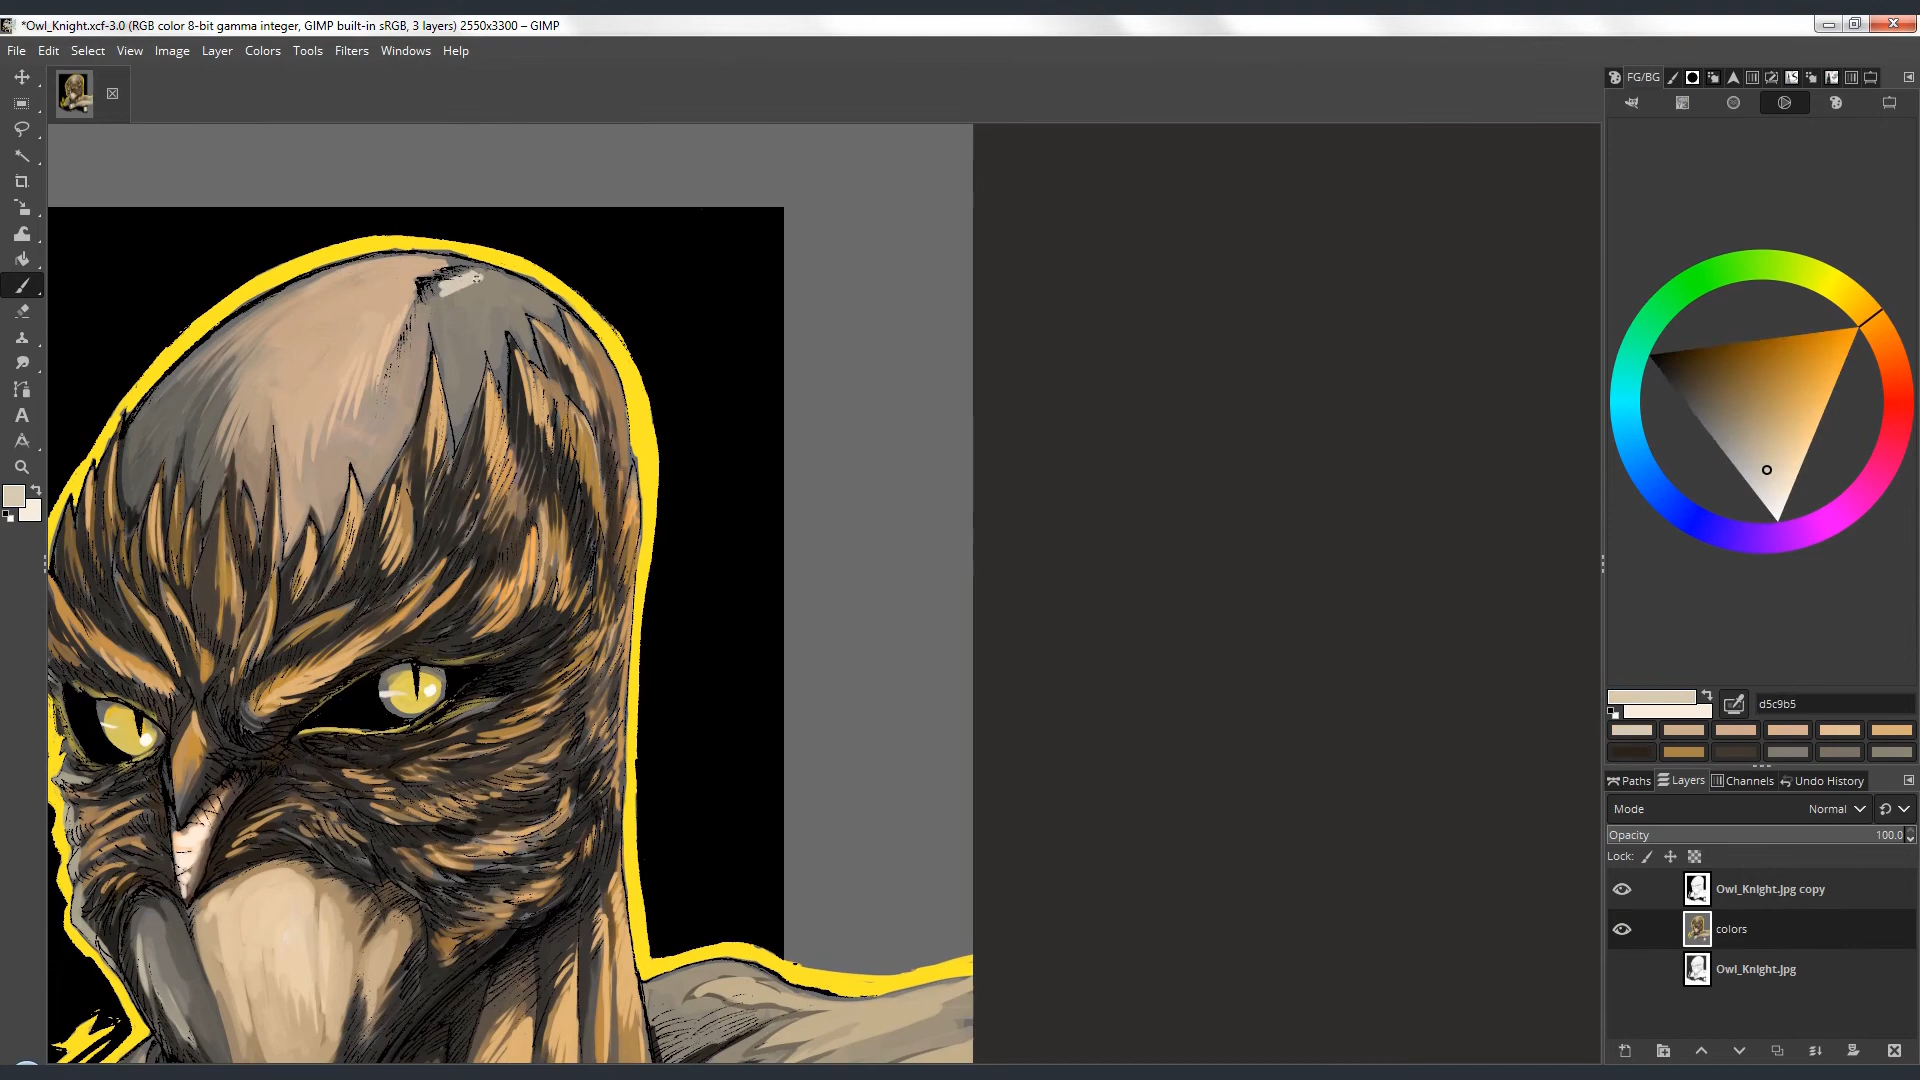 *Owl_Knight.xcf-3.0 (RGB color 8-bit gamma integer, GIMP built-in sRGB, 3 layers) 2550x3300 – GIMP
File Edit Select View Image Layer Colors Tools Filters Windows Help
FG/BG
d5c9b5
Paths Layers Channels Undo History
Mode Normal
Opacity 100.0
Lock:
Owl_Knight.jpg copy
colors
Owl_Knight.jpg